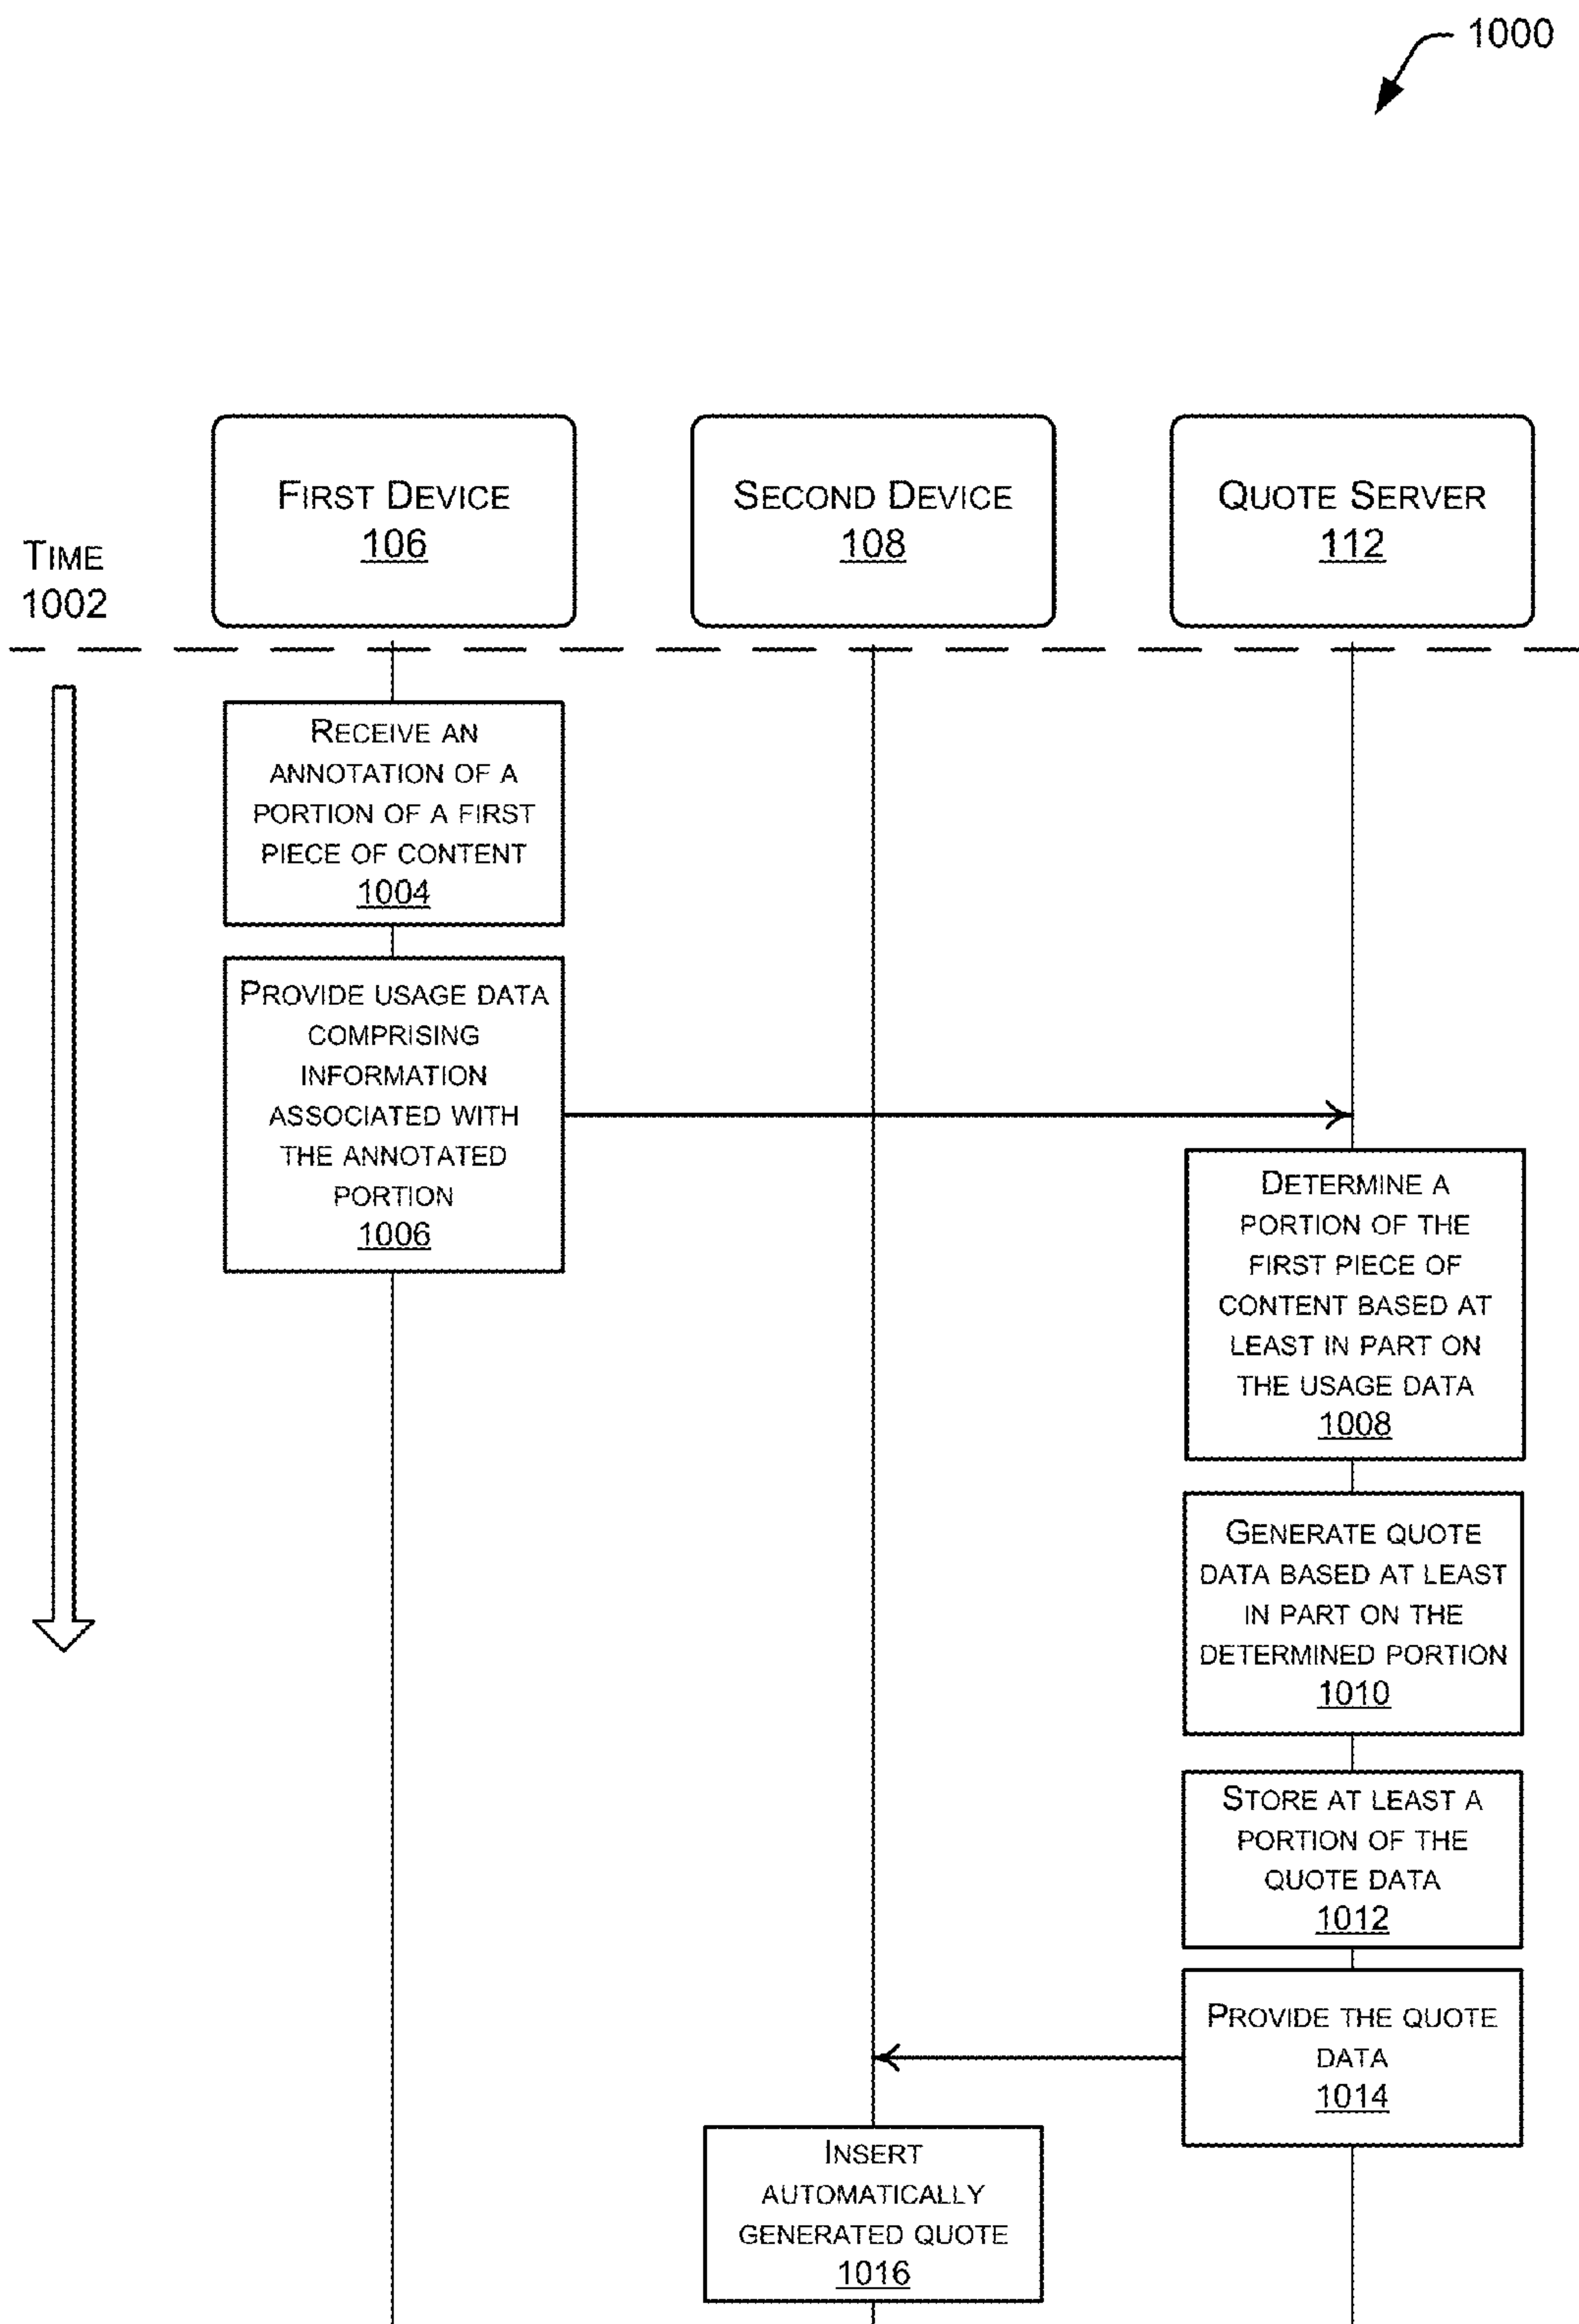 1000
FIRST DEVICE
106
SECOND DEVICE
108
QUOTE SERVER
112
TIME
1002
RECEIVE AN
ANNOTATION OF A
PORTION OF A FIRST
PIECE OF CONTENT
1004
PROVIDE USAGE DATA
COMPRISING
INFORMATION
ASSOCIATED WITH
THE ANNOTATED
PORTION
1006
DETERMINE A
PORTION OF THE
FIRST PIECE OF
CONTENT BASED AT
LEAST IN PART ON
THE USAGE DATA
1008
GENERATE QUOTE
DATA BASED AT LEAST
IN PART ON THE
DETERMINED PORTION
1010
STORE AT LEAST A
PORTION OF THE
QUOTE DATA
1012
PROVIDE THE QUOTE
DATA
1014
INSERT
AUTOMATICALLY
GENERATED QUOTE
1016